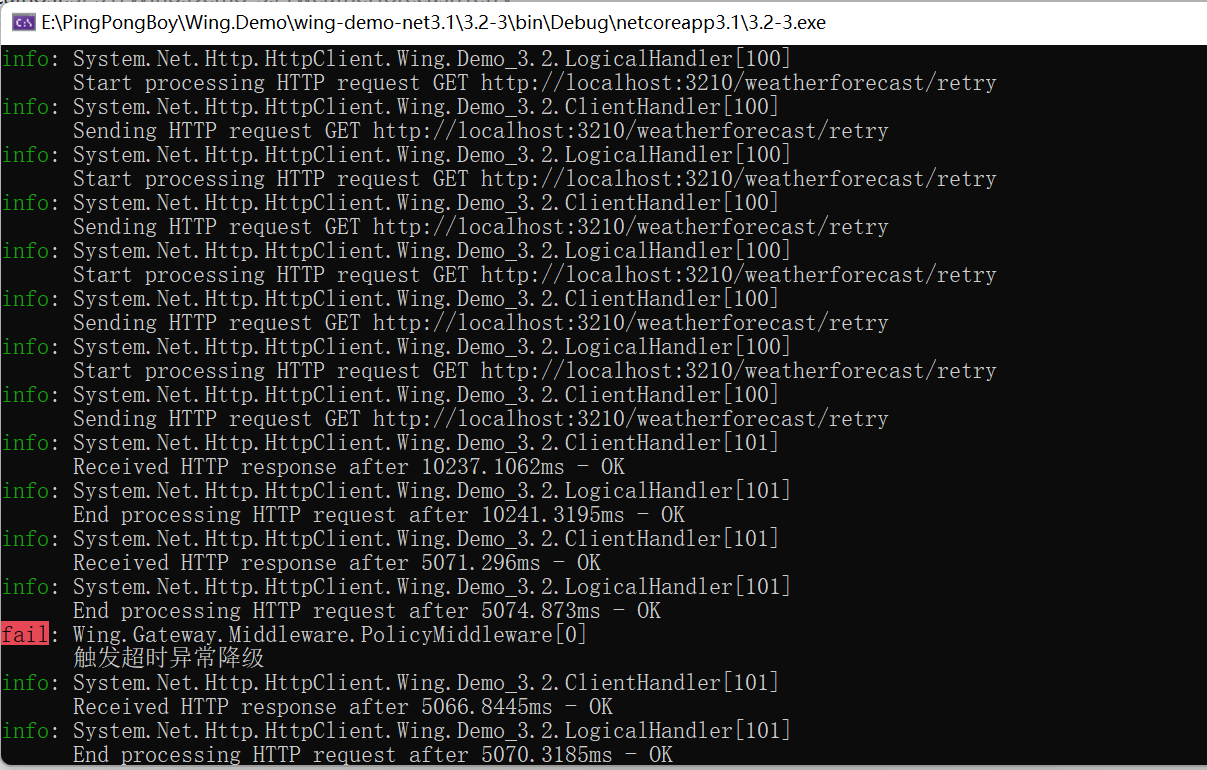 E:\PingPongBoy\Wing.Demo\wing-demo-net3.1\3.2-3\bin\Debug\netcoreapp3.1\3.2-3.exe
info: System.Net.Http.HttpClient.Wing.Demo_3.2.LogicalHandler[100]
Start processing HTTP request GET http://localhost:3210/weatherforecast/retry
info: System.Net.Http.HttpClient.Wing.Demo_3.2.ClientHandler[100]
Sending HTTP request GET http://localhost:3210/weatherforecast/retry
info: System.Net.Http.HttpClient.Wing.Demo_3.2.LogicalHandler[100]
Start processing HTTP request GET http://localhost:3210/weatherforecast/retry
info: System.Net.Http.HttpClient.Wing.Demo_3.2.ClientHandler[100]
Sending HTTP request GET http://localhost:3210/weatherforecast/retry
info: System.Net.Http.HttpClient.Wing.Demo_3.2.LogicalHandler[100]
Start processing HTTP request GET http://localhost:3210/weatherforecast/retry
info: System.Net.Http.HttpClient.Wing.Demo_3.2.ClientHandler[100]
Sending HTTP request GET http://localhost:3210/weatherforecast/retry
info: System.Net.Http.HttpClient.Wing.Demo_3.2.LogicalHandler[100]
Start processing HTTP request GET http://localhost:3210/weatherforecast/retry
info: System.Net.Http.HttpClient.Wing.Demo_3.2.ClientHandler[100]
Sending HTTP request GET http://localhost:3210/weatherforecast/retry
info: System.Net.Http.HttpClient.Wing.Demo_3.2.ClientHandler[101]
Received HTTP response after 10237.1062ms - OK
info: System.Net.Http.HttpClient.Wing.Demo_3.2.LogicalHandler[101]
End processing HTTP request after 10241.3195ms - OK
info: System.Net.Http.HttpClient.Wing.Demo_3.2.ClientHandler[101]
Received HTTP response after 5071.296ms - OK
info: System.Net.Http.HttpClient.Wing.Demo_3.2.LogicalHandler[101]
End processing HTTP request after 5074.873ms - OK
fail: Wing.Gateway.Middleware.PolicyMiddleware[0]
触发超时异常降级
info: System.Net.Http.HttpClient.Wing.Demo_3.2.ClientHandler[101]
Received HTTP response after 5066.8445ms - OK
info: System.Net.Http.HttpClient.Wing.Demo_3.2.LogicalHandler[101]
End processing HTTP request after 5070.3185ms - OK